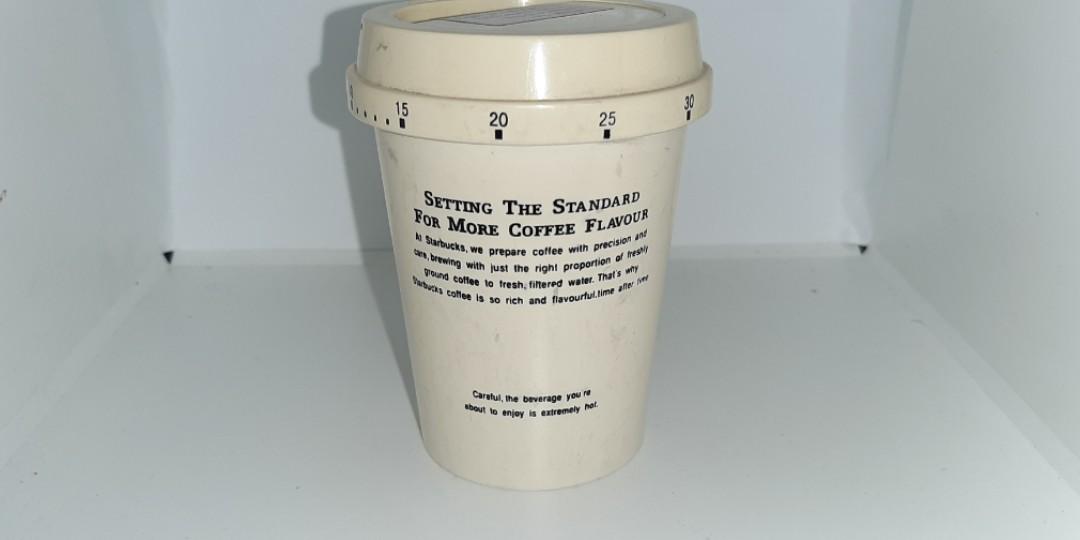 15 20 25 30
SETTING THE STANDARD
FOR MORE COFFEE FLAVOUR
At Starbucks, we prepare coffee with precision and
care, brewing with just the right proportion of freshly
ground coffee to fresh, filtered water. That's why
Starbucks coffee is so rich and flavourful.time after time
Careful, the beverage you're
about to enjoy is extremely hot.